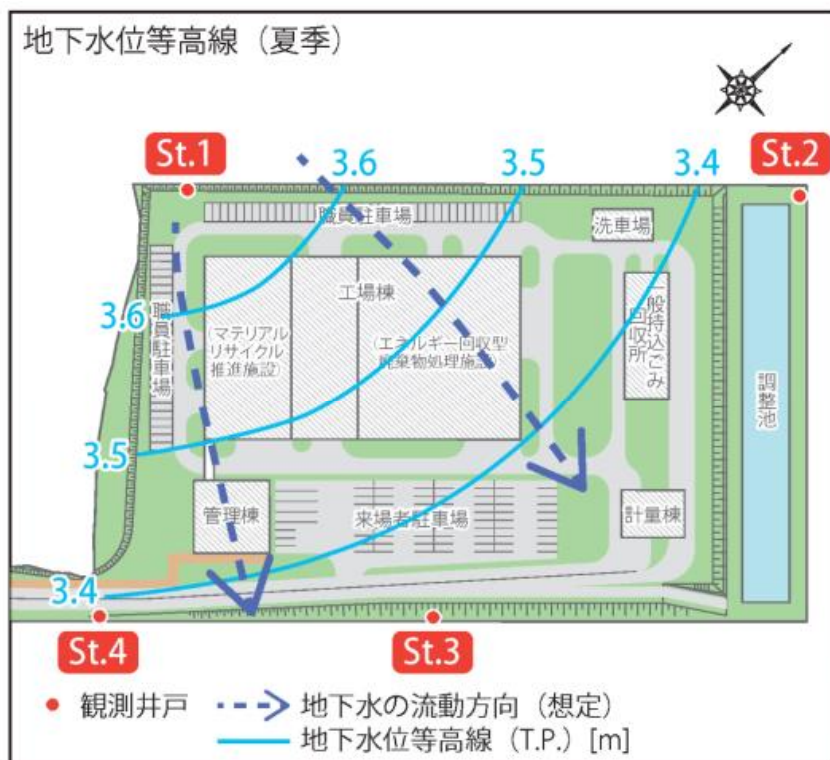 地下水位等高線（夏季）
St.1
3.6
3.5
3.4
St.2
職員駐車場
洗車場
工場棟
3.6
職員駐車場
（マテリアル
リサイクル
推進施設）
（エネルギー回収型
廃棄物処理施設）
一般持込ごみ
回収所
調整池
3.5
管理棟
来場者駐車場
計量棟
3.4
St.4
St.3
観測井戸
地下水の流動方向（想定）
地下水位等高線（T.P.）[m]